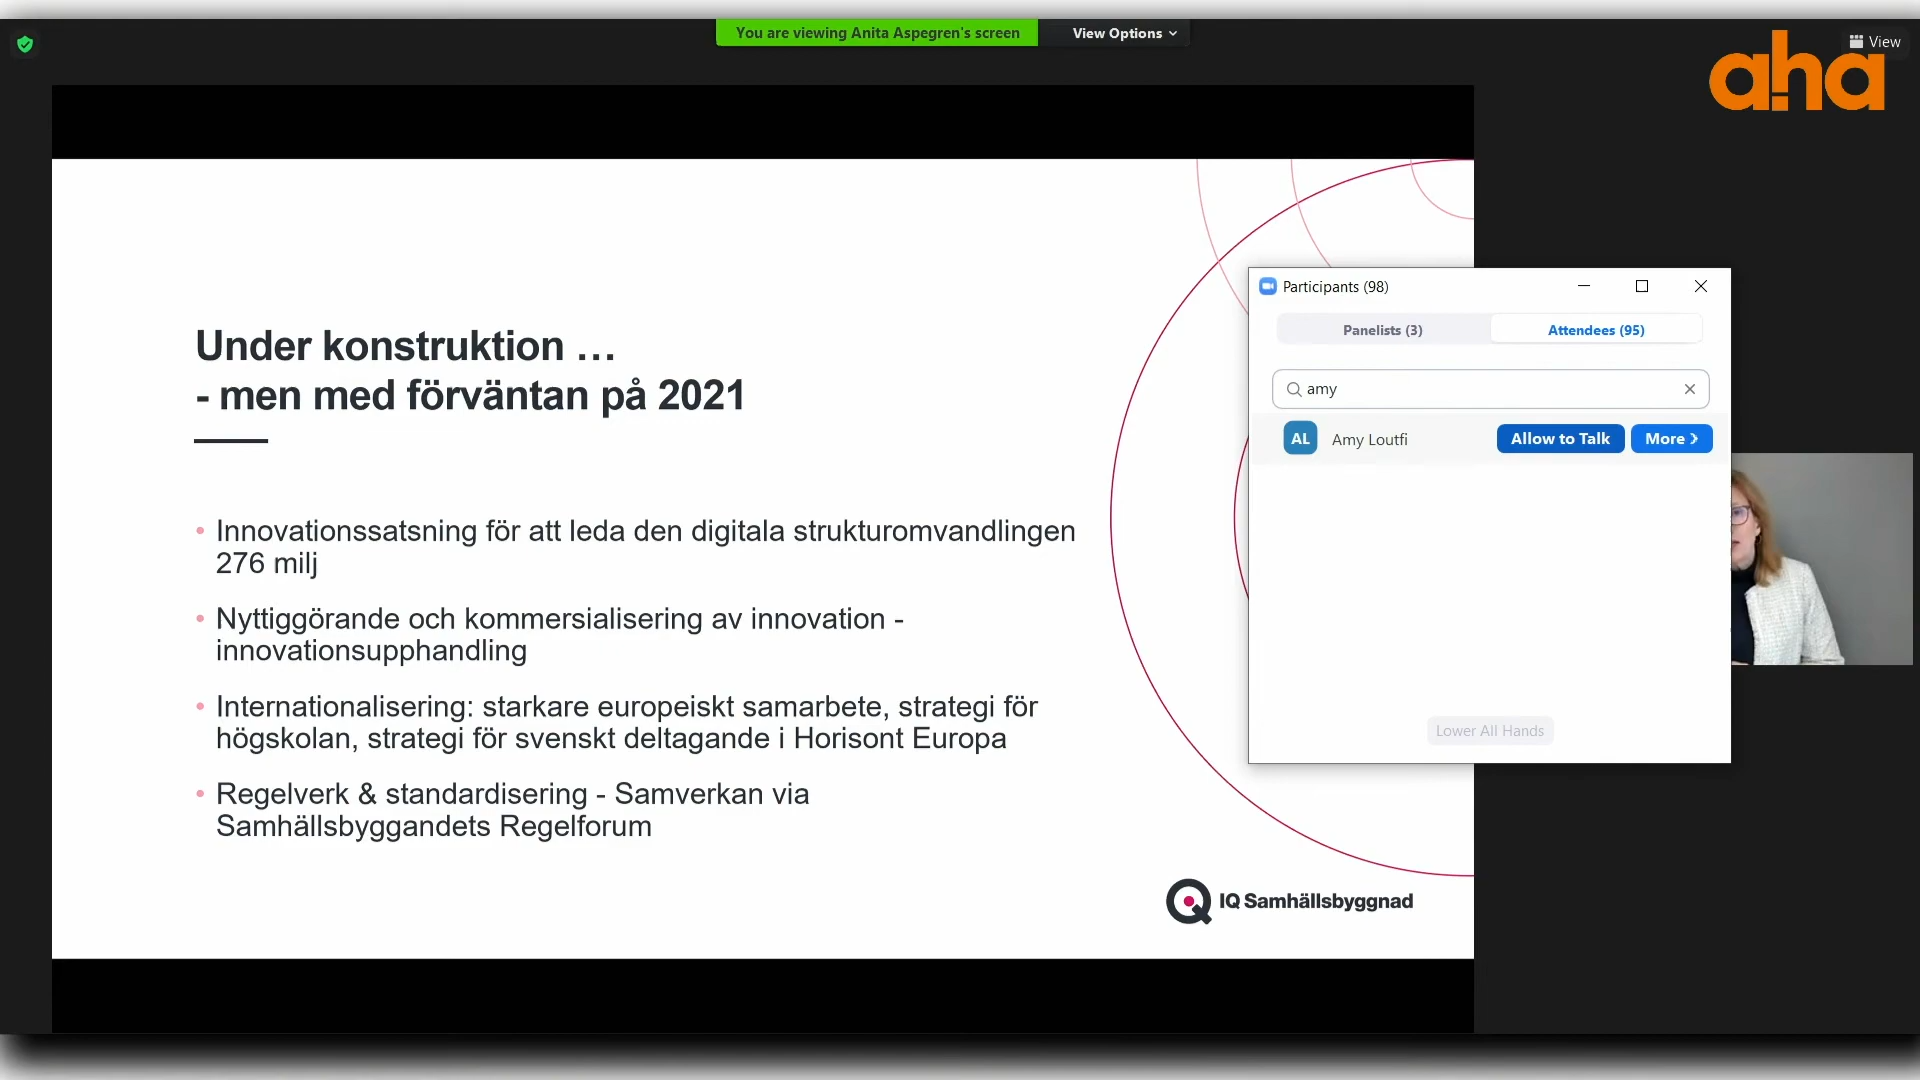 You are viewing Anita Aspegren's screen
View Options
View
aha
Under konstruktion …
- men med förväntan på 2021
• Innovationssatsning för att leda den digitala strukturomvandlingen
276 milj
• Nyttiggörande och kommersialisering av innovation -
innovationsupphandling
• Internationalisering: starkare europeiskt samarbete, strategi för
högskolan, strategi för svenskt deltagande i Horisont Europa
• Regelverk & standardisering - Samverkan via
Samhällsbyggandets Regelforum
IQ Samhällsbyggnad
Participants (98)
Panelists (3)
Attendees (95)
amy
AL
Amy Loutfi
Allow to Talk
More
Lower All Hands